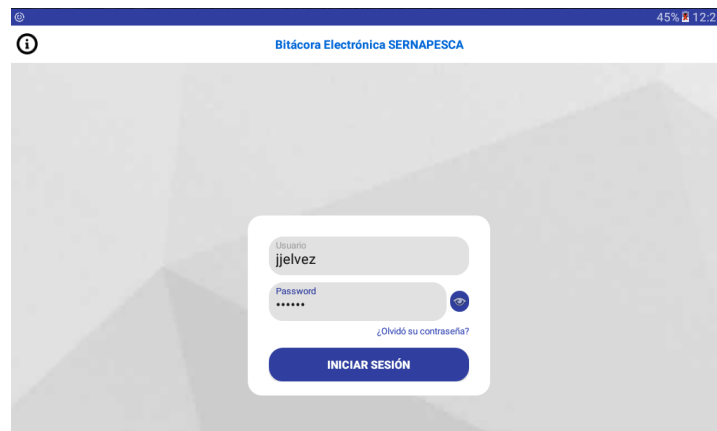 45% 12:2
Bitácora Electrónica SERNAPESCA
Usuario
jjelvez
Password
••••••
¿Olvidó su contraseña?
INICIAR SESIÓN